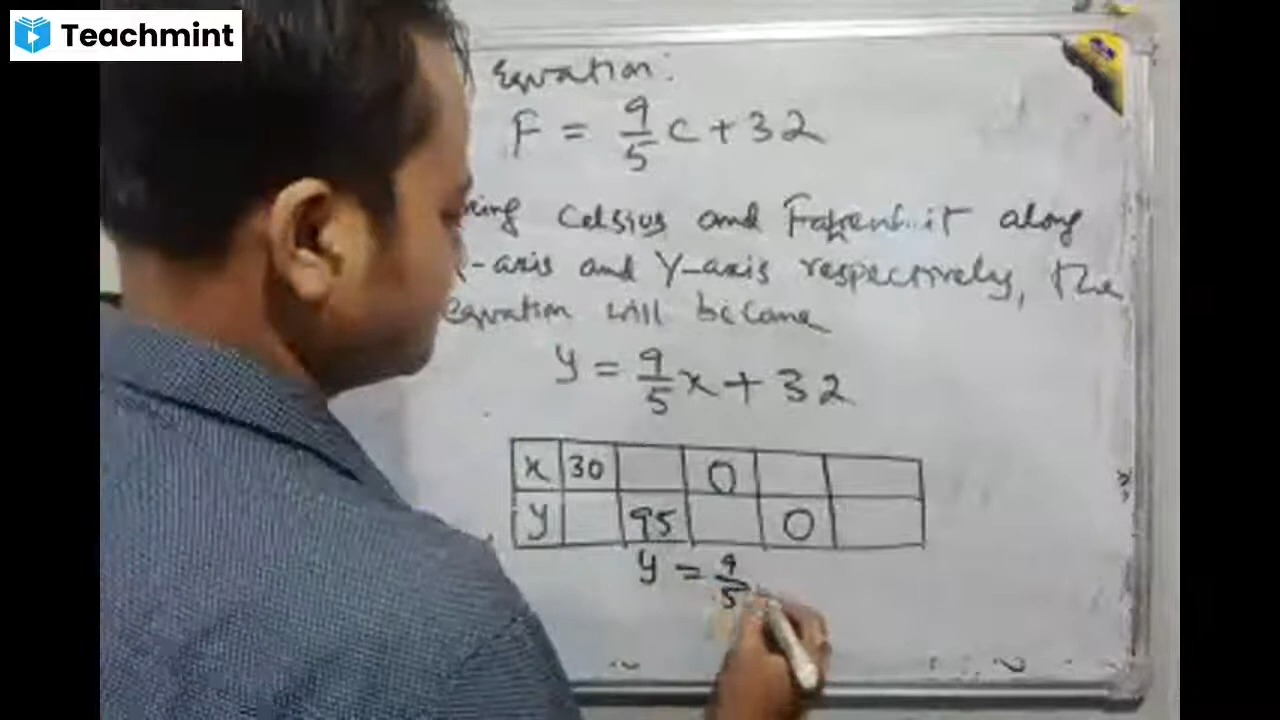 Teachmint
Equation:
F = 9/5 C + 32
Celsius and Fahrenheit along
X-axis and Y-axis respectively, the
equation will become
y = 9/5 x + 32
x 30 0
y 95 0
y = 9/5